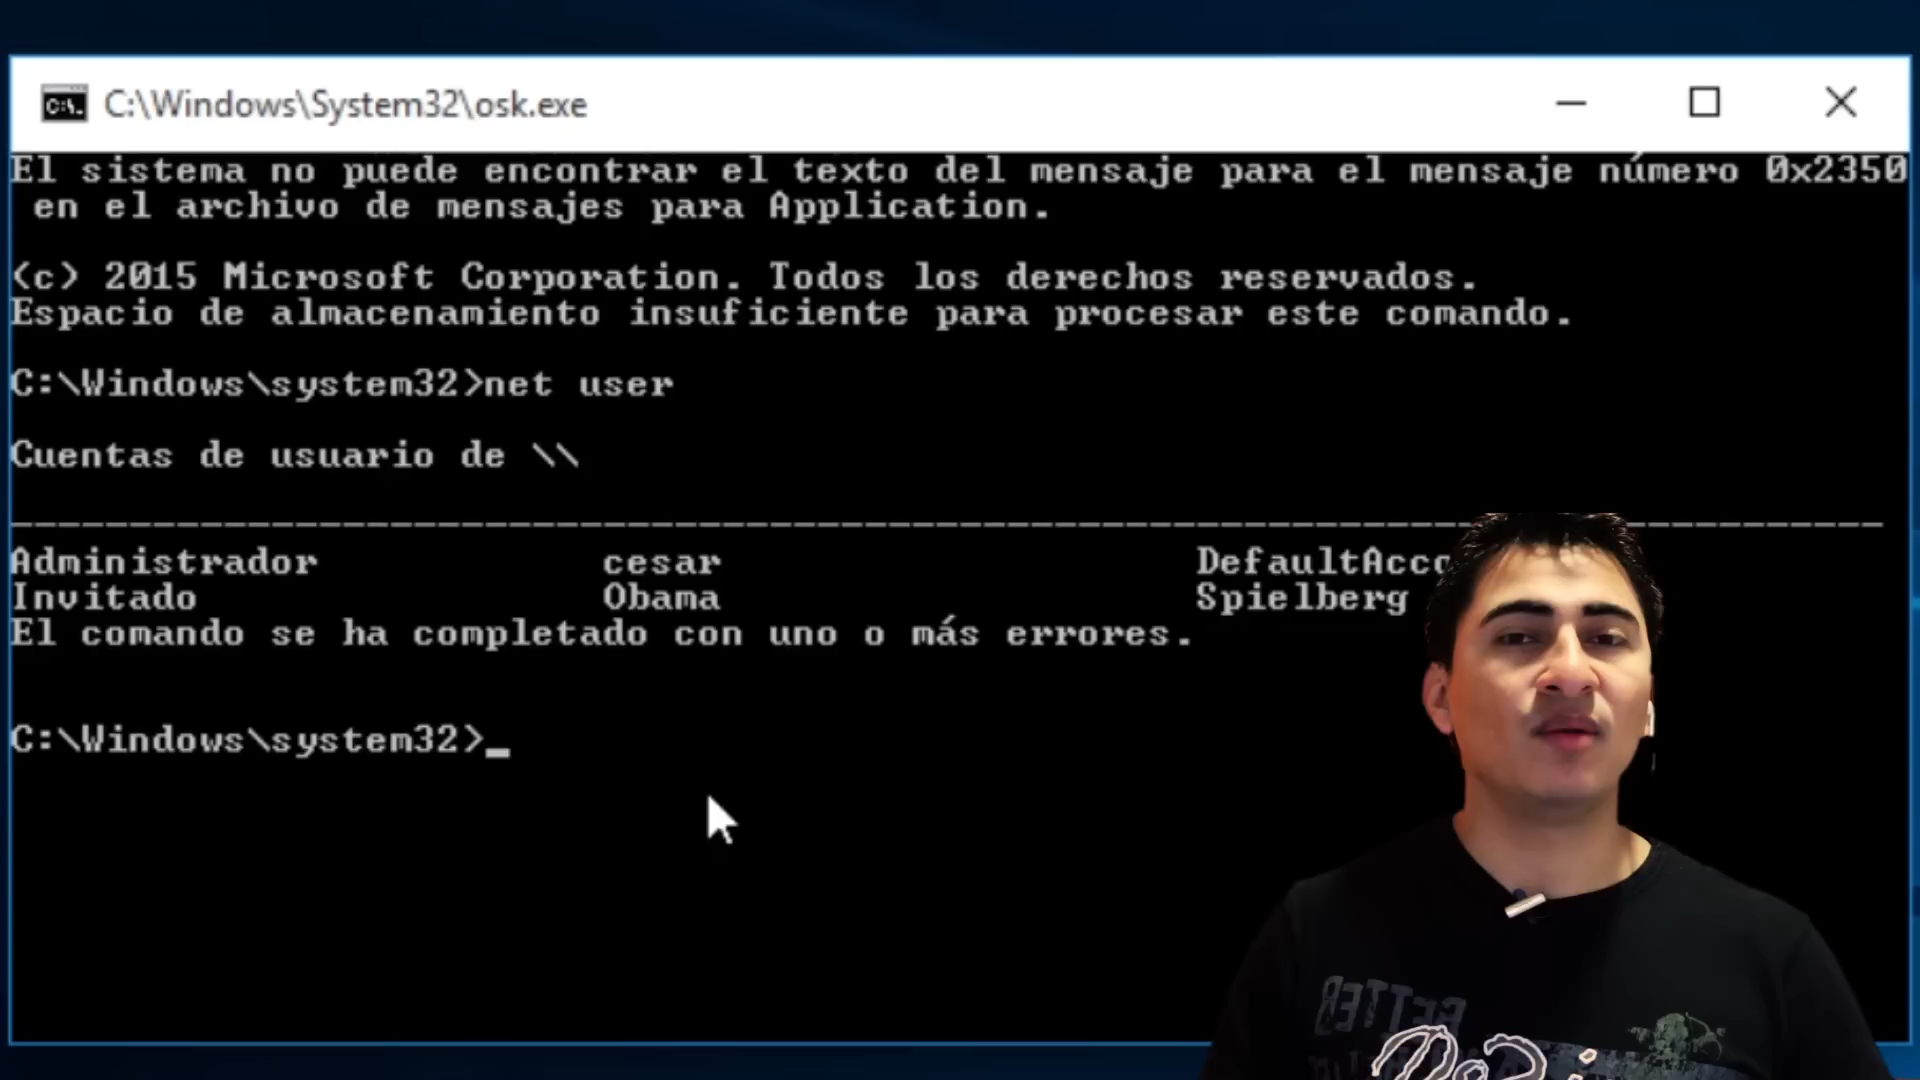 C:\Windows\System32\osk.exe
El sistema no puede encontrar el texto del mensaje para el mensaje número 0x2350
en el archivo de mensajes para Application.
(c) 2015 Microsoft Corporation. Todos los derechos reservados.
Espacio de almacenamiento insuficiente para procesar este comando.
C:\Windows\system32>net user
Cuentas de usuario de \\
--------------------------------------------------------------------------------
Administrador cesar DefaultAcco
Invitado Obama Spielberg
El comando se ha completado con uno o más errores.
C:\Windows\system32>_
BETTER